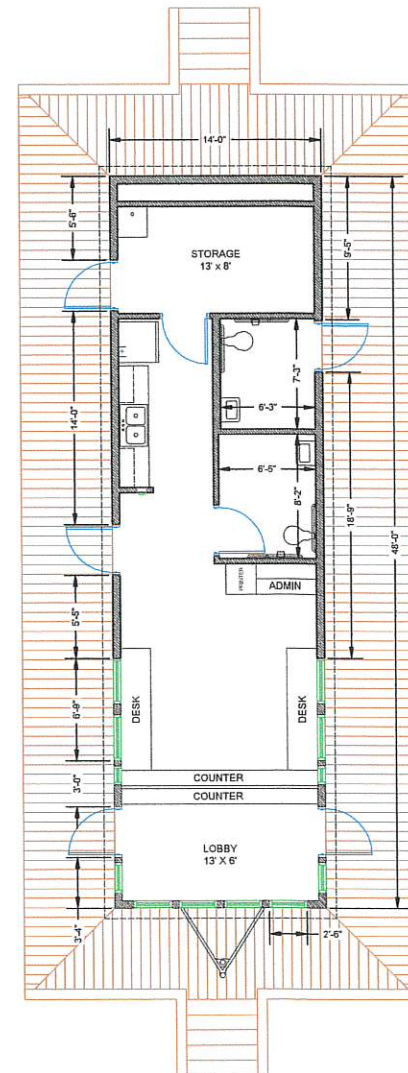 14'-0"
5'-6"
9'-5"
STORAGE
13' x 8'
7'-3"
6'-3"
14'-0"
6'-5"
8'-2"
18'-9"
48'-0"
PRINTER
ADMIN
5'-5"
6'-9"
DESK
DESK
COUNTER
COUNTER
3'-0"
LOBBY
13' X 6'
3'-4"
2'-6"